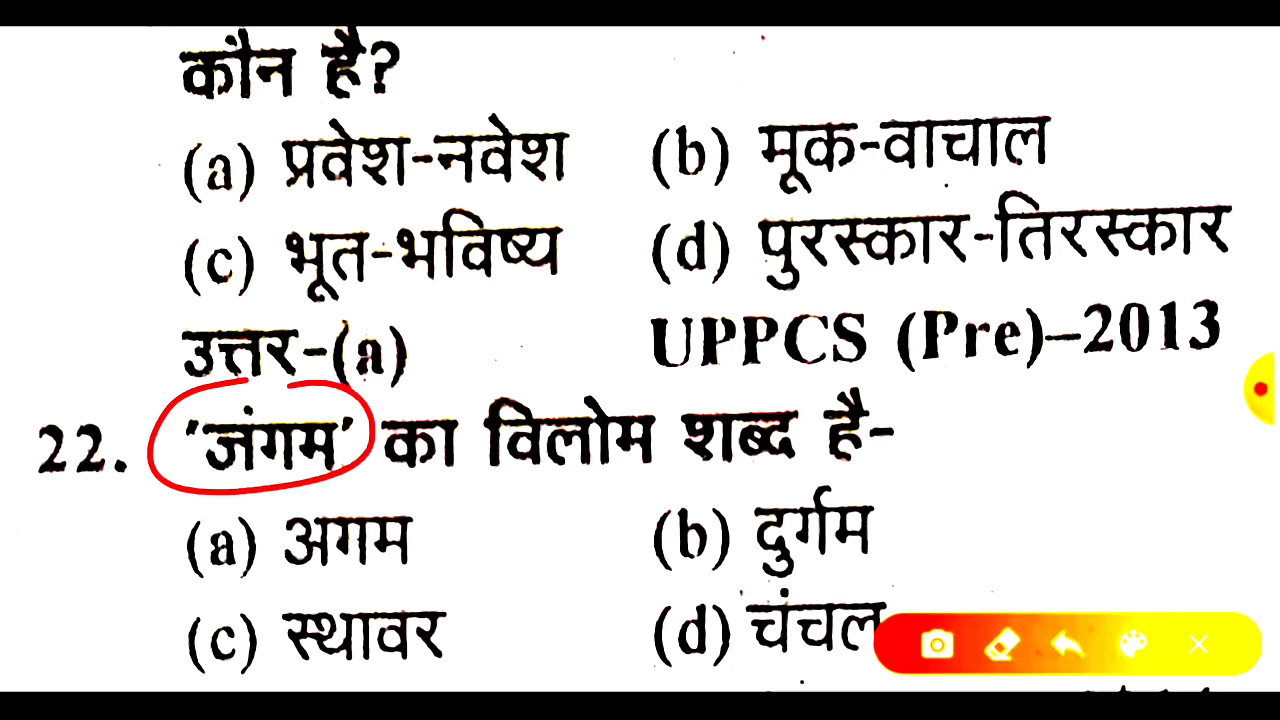 कौन है?
(a) प्रवेश-नवेश (b) मूक-वाचाल
(c) भूत-भविष्य (d) पुरस्कार-तिरस्कार
उत्तर-(a) UPPCS (Pre)–2013
22. 'जंगम' का विलोम शब्द है-
(a) अगम (b) दुर्गम
(c) स्थावर (d) चंचल